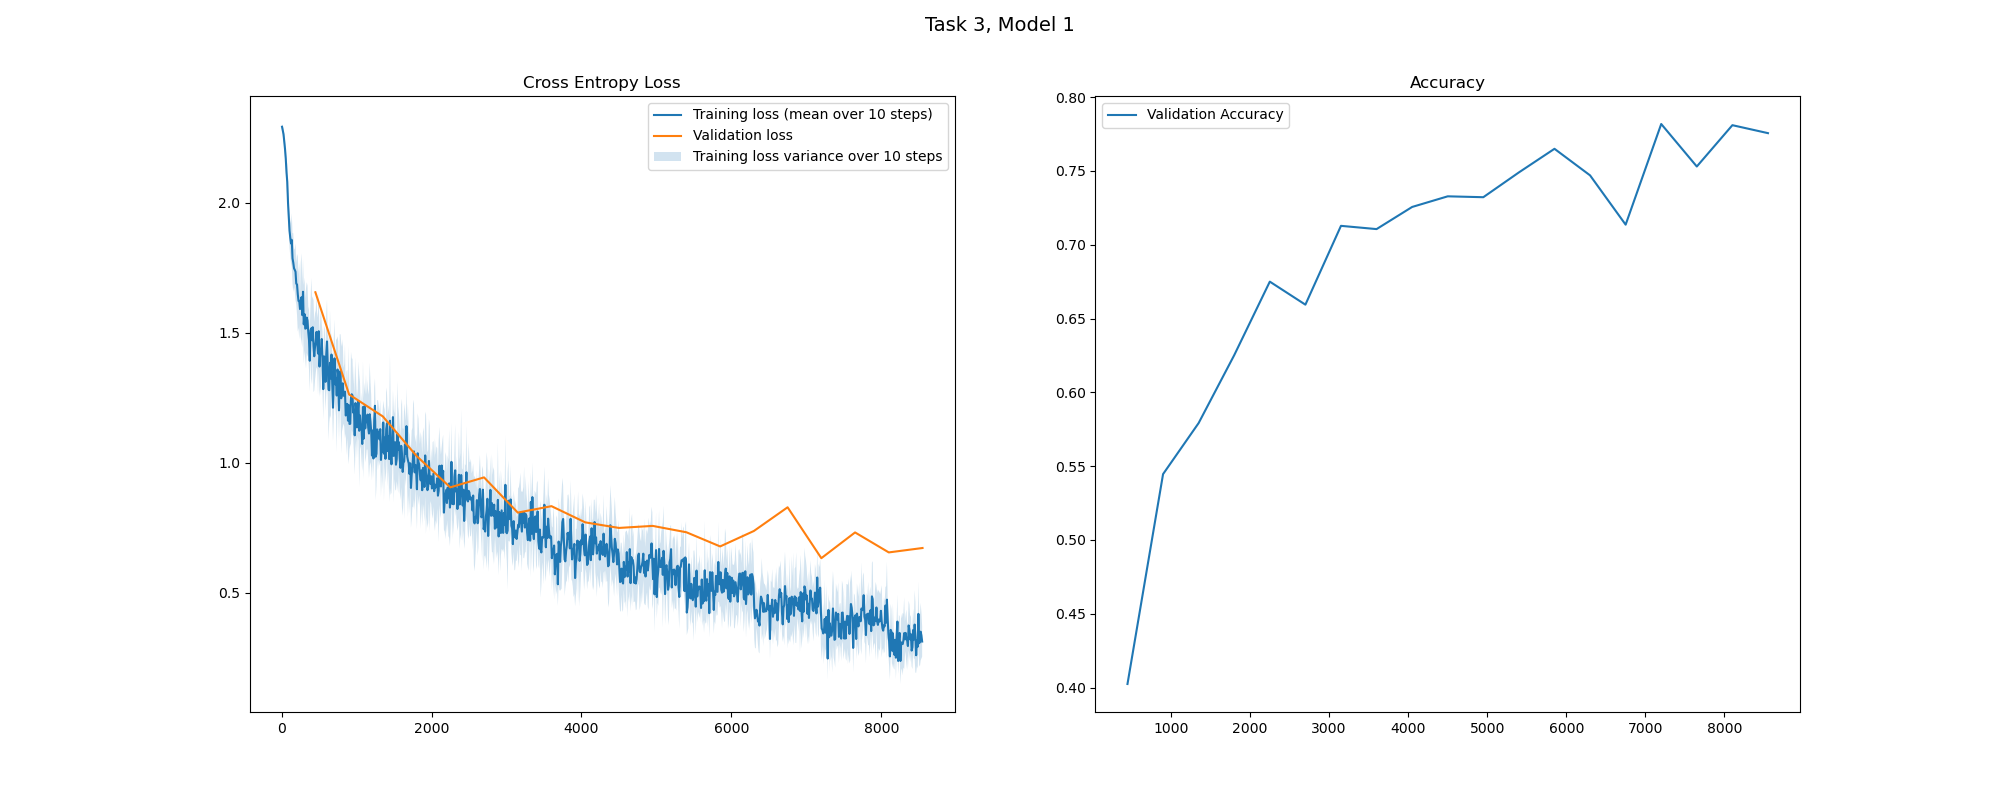 Task 3, Model 1
Cross Entropy Loss
Training loss (mean over 10 steps)
Validation loss
Training loss variance over 10 steps
2.0
1.5
1.0
0.5
0 2000 4000 6000 8000
Accuracy
Validation Accuracy
0.80
0.75
0.70
0.65
0.60
0.55
0.50
0.45
0.40
1000 2000 3000 4000 5000 6000 7000 8000